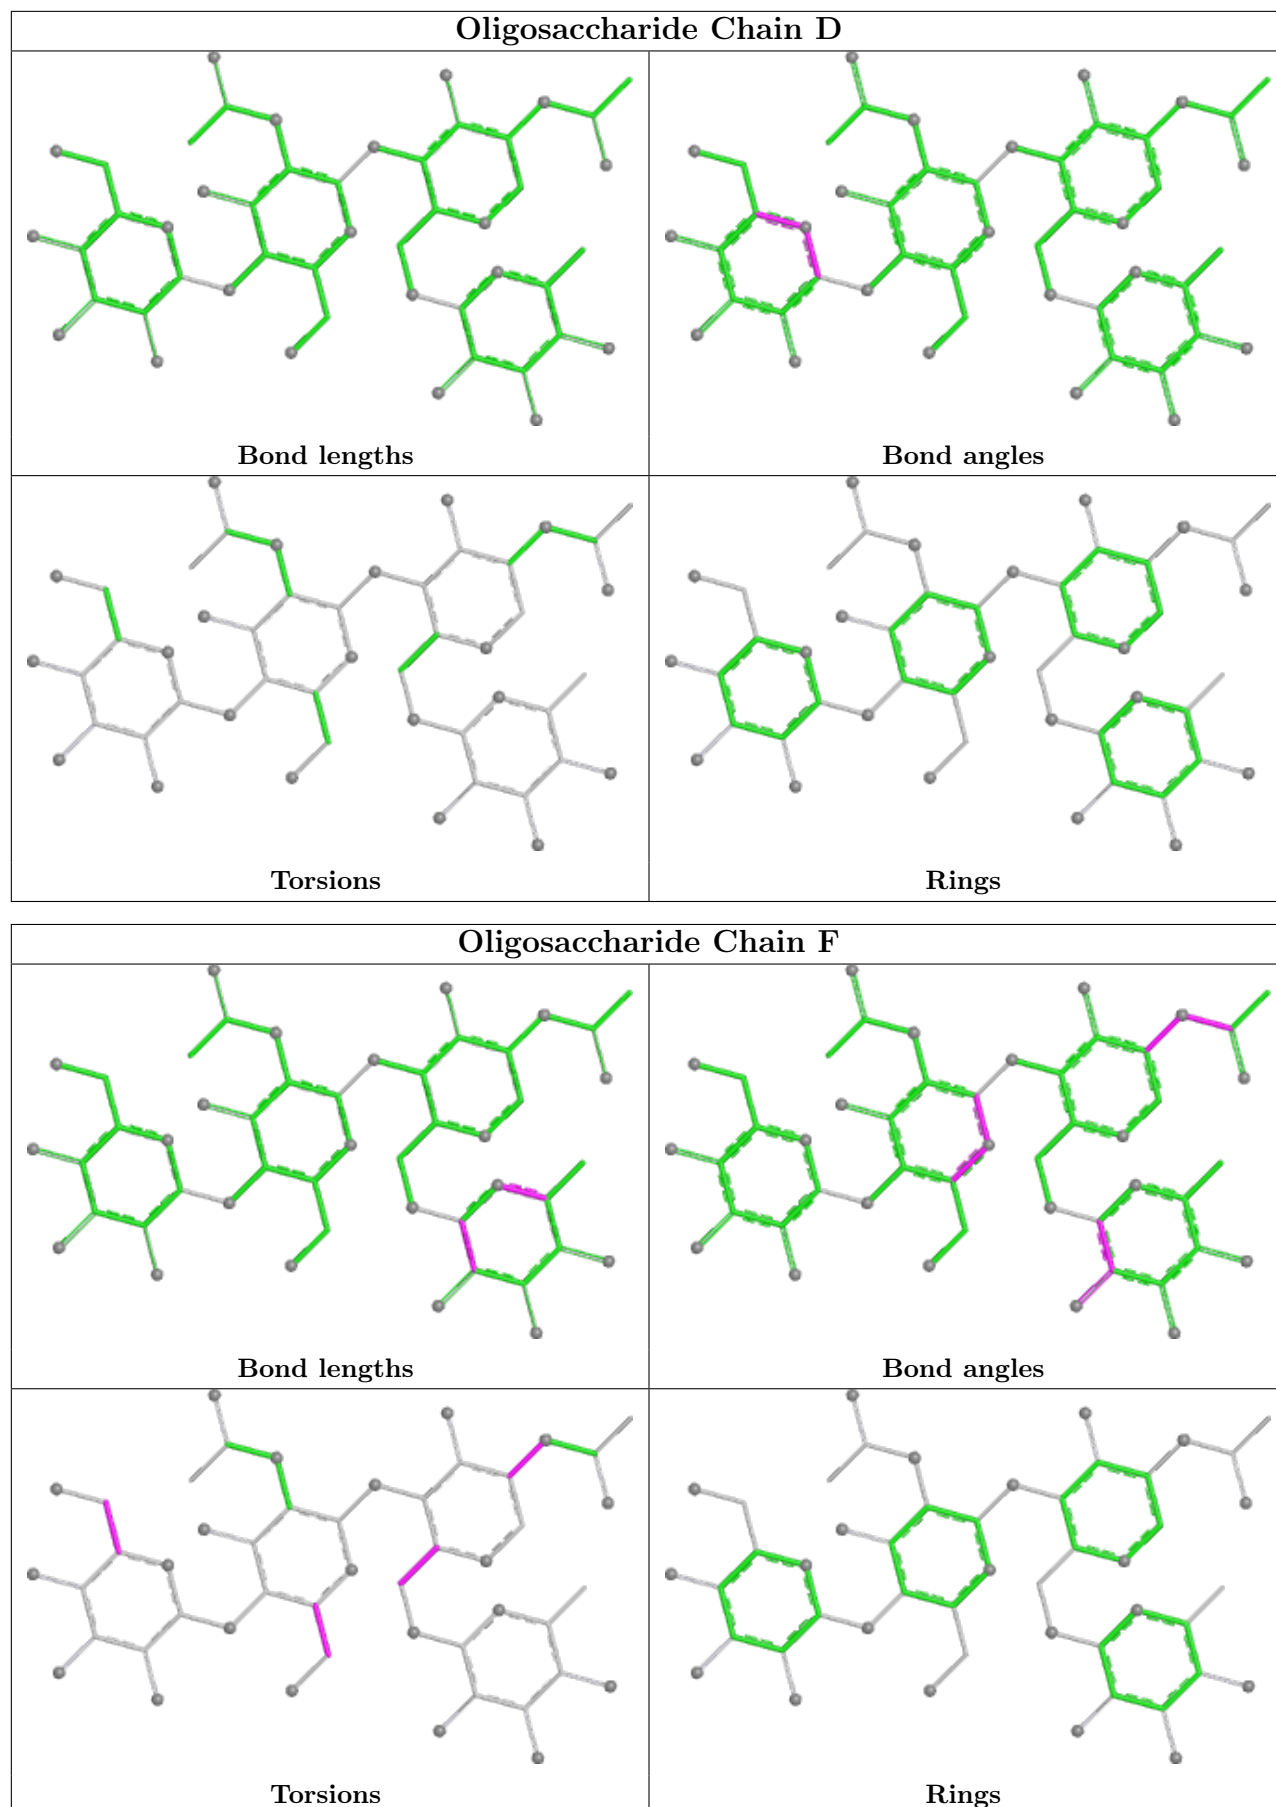 Oligosaccharide Chain D
Bond lengths
Bond angles
Torsions
Rings
Oligosaccharide Chain F
Bond lengths
Bond angles
Torsions
Rings